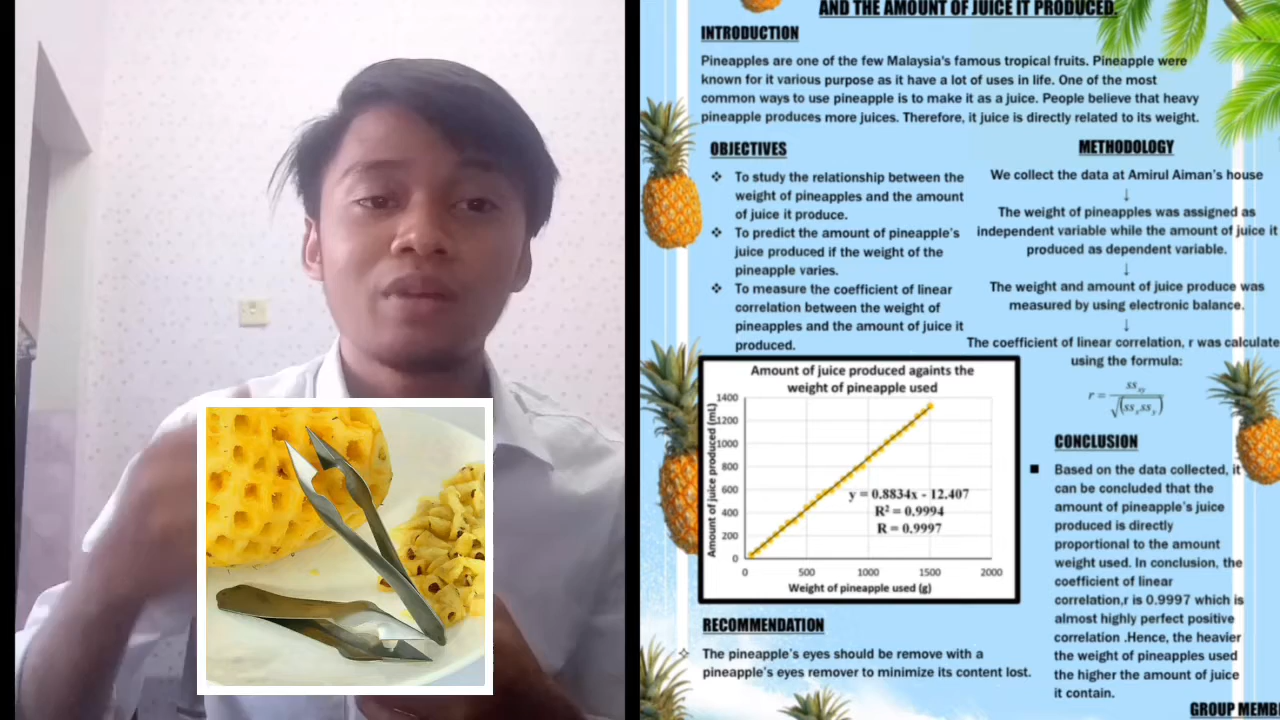 AND THE AMOUNT OF JUICE IT PRODUCED.
INTRODUCTION
Pineapples are one of the few Malaysia's famous tropical fruits. Pineapple were
known for it various purpose as it have a lot of uses in life. One of the most
common ways to use pineapple is to make it as a juice. People believe that heavy
pineapple produces more juices. Therefore, it juice is directly related to its weight.
OBJECTIVES
To study the relationship between the
weight of pineapples and the amount
of juice it produce.
To predict the amount of pineapple's
juice produced if the weight of the
pineapple varies.
To measure the coefficient of linear
correlation between the weight of
pineapples and the amount of juice it
produced.
METHODOLOGY
We collect the data at Amirul Aiman's house
↓
The weight of pineapples was assigned as
independent variable while the amount of juice it
produced as dependent variable.
↓
The weight and amount of juice produce was
measured by using electronic balance.
↓
The coefficient of linear correlation, r was calculate
using the formula:
r = SS_xy / √(SS_x SS_y)
Amount of juice produced againts the
weight of pineapple used
Amount of juice produced (mL)
1400
1200
1000
800
600
400
200
0
y = 0.8834x - 12.407
R² = 0.9994
R = 0.9997
0 500 1000 1500 2000
Weight of pineapple used (g)
CONCLUSION
Based on the data collected, it
can be concluded that the
amount of pineapple's juice
produced is directly
proportional to the amount
weight used. In conclusion, the
coefficient of linear
correlation,r is 0.9997 which is
almost highly perfect positive
correlation .Hence, the heavier
the weight of pineapples used
the higher the amount of juice
it contain.
RECOMMENDATION
The pineapple's eyes should be remove with a
pineapple's eyes remover to minimize its content lost.
GROUP MEMB